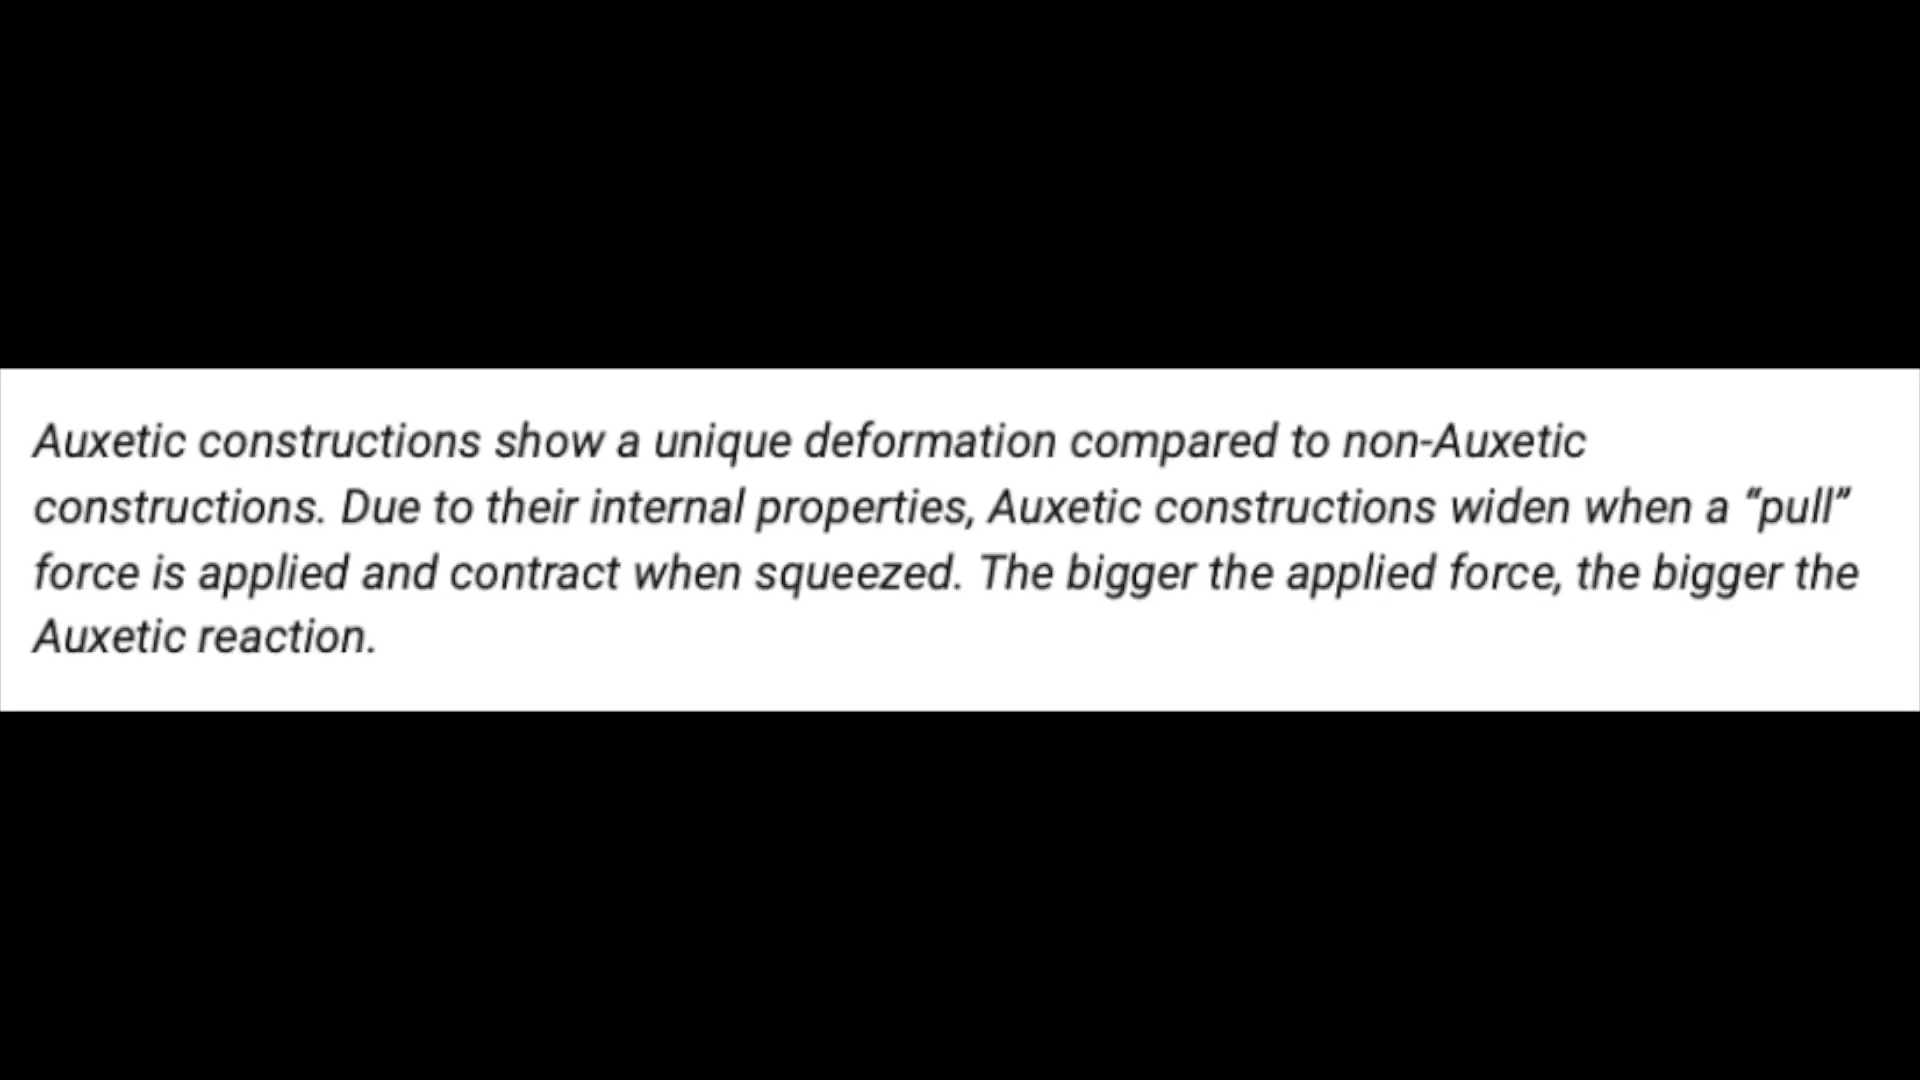 Auxetic constructions show a unique deformation compared to non-Auxetic
constructions. Due to their internal properties, Auxetic constructions widen when a “pull”
force is applied and contract when squeezed. The bigger the applied force, the bigger the
Auxetic reaction.